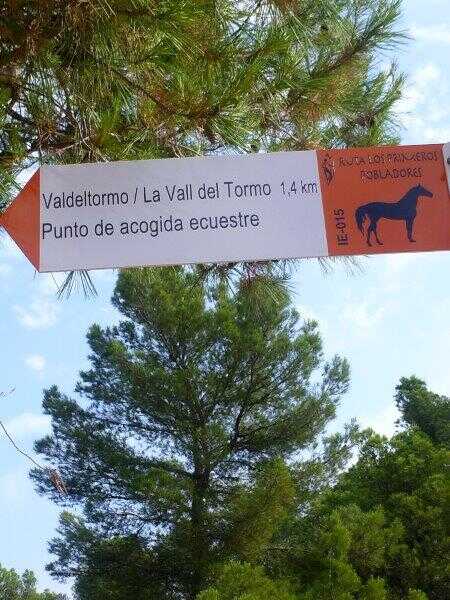 Valdeltormo / La Vall del Tormo 1,4 km
Punto de acogida ecuestre
RUTA LOS PRIMEROS
POBLADORES
IE-015